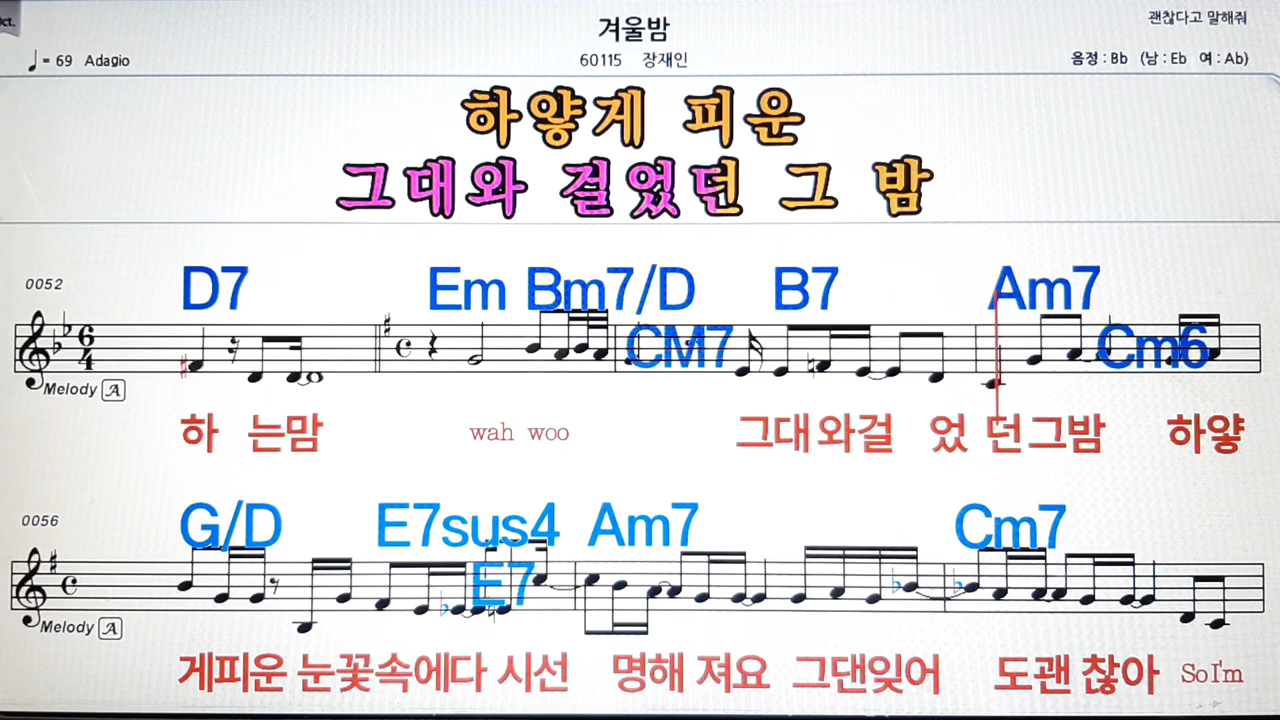 ct.
겨울밤
괜찮다고 말해줘
♩= 69 Adagio
60115 장재인
음정 : Bb (남 : Eb 여 : Ab)
하얗게 피운
그대와 걸었던 그 밤
0052
D7 Em Bm7/D B7 Am7
CM7 Cm6
6
4
Melody A
하 는맘 wah woo 그대와걸 었 던그밤 하얗
0056
G/D E7sus4 Am7 Cm7
E7
Melody A
게피운 눈꽃속에다 시선 명해 져요 그댄잊어 도괜 찮아 So I'm